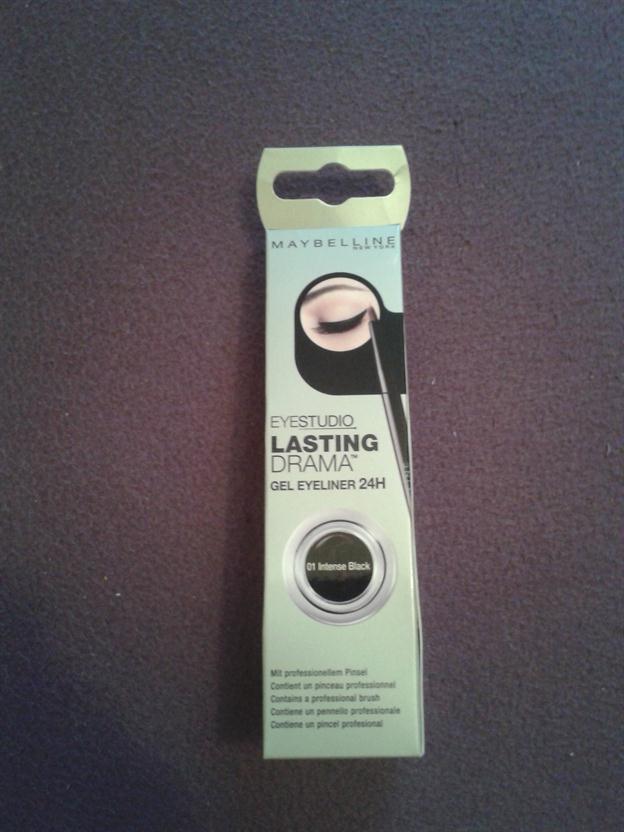 MAYBELLINE
NEW YORK
EYESTUDIO
LASTING
DRAMA™
GEL EYELINER 24H
01 Intense Black
Mit professionellem Pinsel
Contient un pinceau professionnel
Contains a professional brush
Contiene un pennello professionale
Contiene un pincel profesional